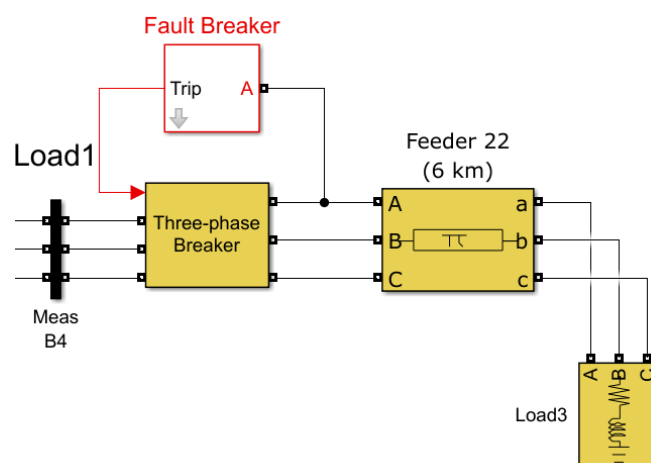 Fault Breaker
Trip
A
Load1
Three-phase
Breaker
Meas
B4
Feeder 22
(6 km)
A
a
B
b
C
c
A
B
C
Load3